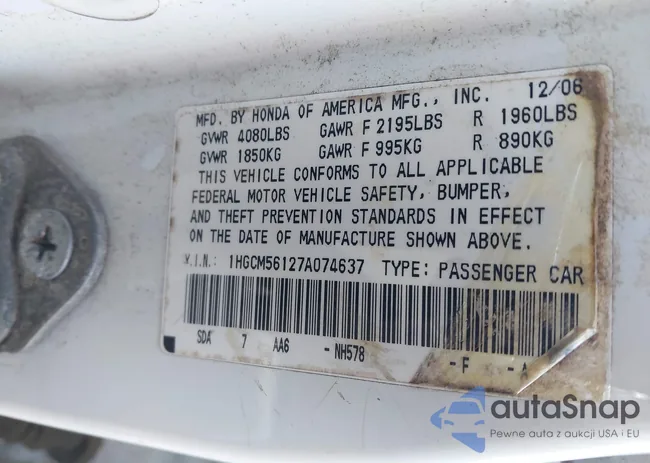 MFD. BY HONDA OF AMERICA MFG., INC. 12/06
GVWR 4080LBS GAWR F 2195LBS R 1960LBS
GVWR 1850KG GAWR F 995KG R 890KG
THIS VEHICLE CONFORMS TO ALL APPLICABLE
FEDERAL MOTOR VEHICLE SAFETY, BUMPER,
AND THEFT PREVENTION STANDARDS IN EFFECT
ON THE DATE OF MANUFACTURE SHOWN ABOVE.
V.I.N.: 1HGCM56127A074637 TYPE: PASSENGER CAR
SDA 7 AA6 -NH578 -F -A
autaSnap
Pewne auta z aukcji USA i EU